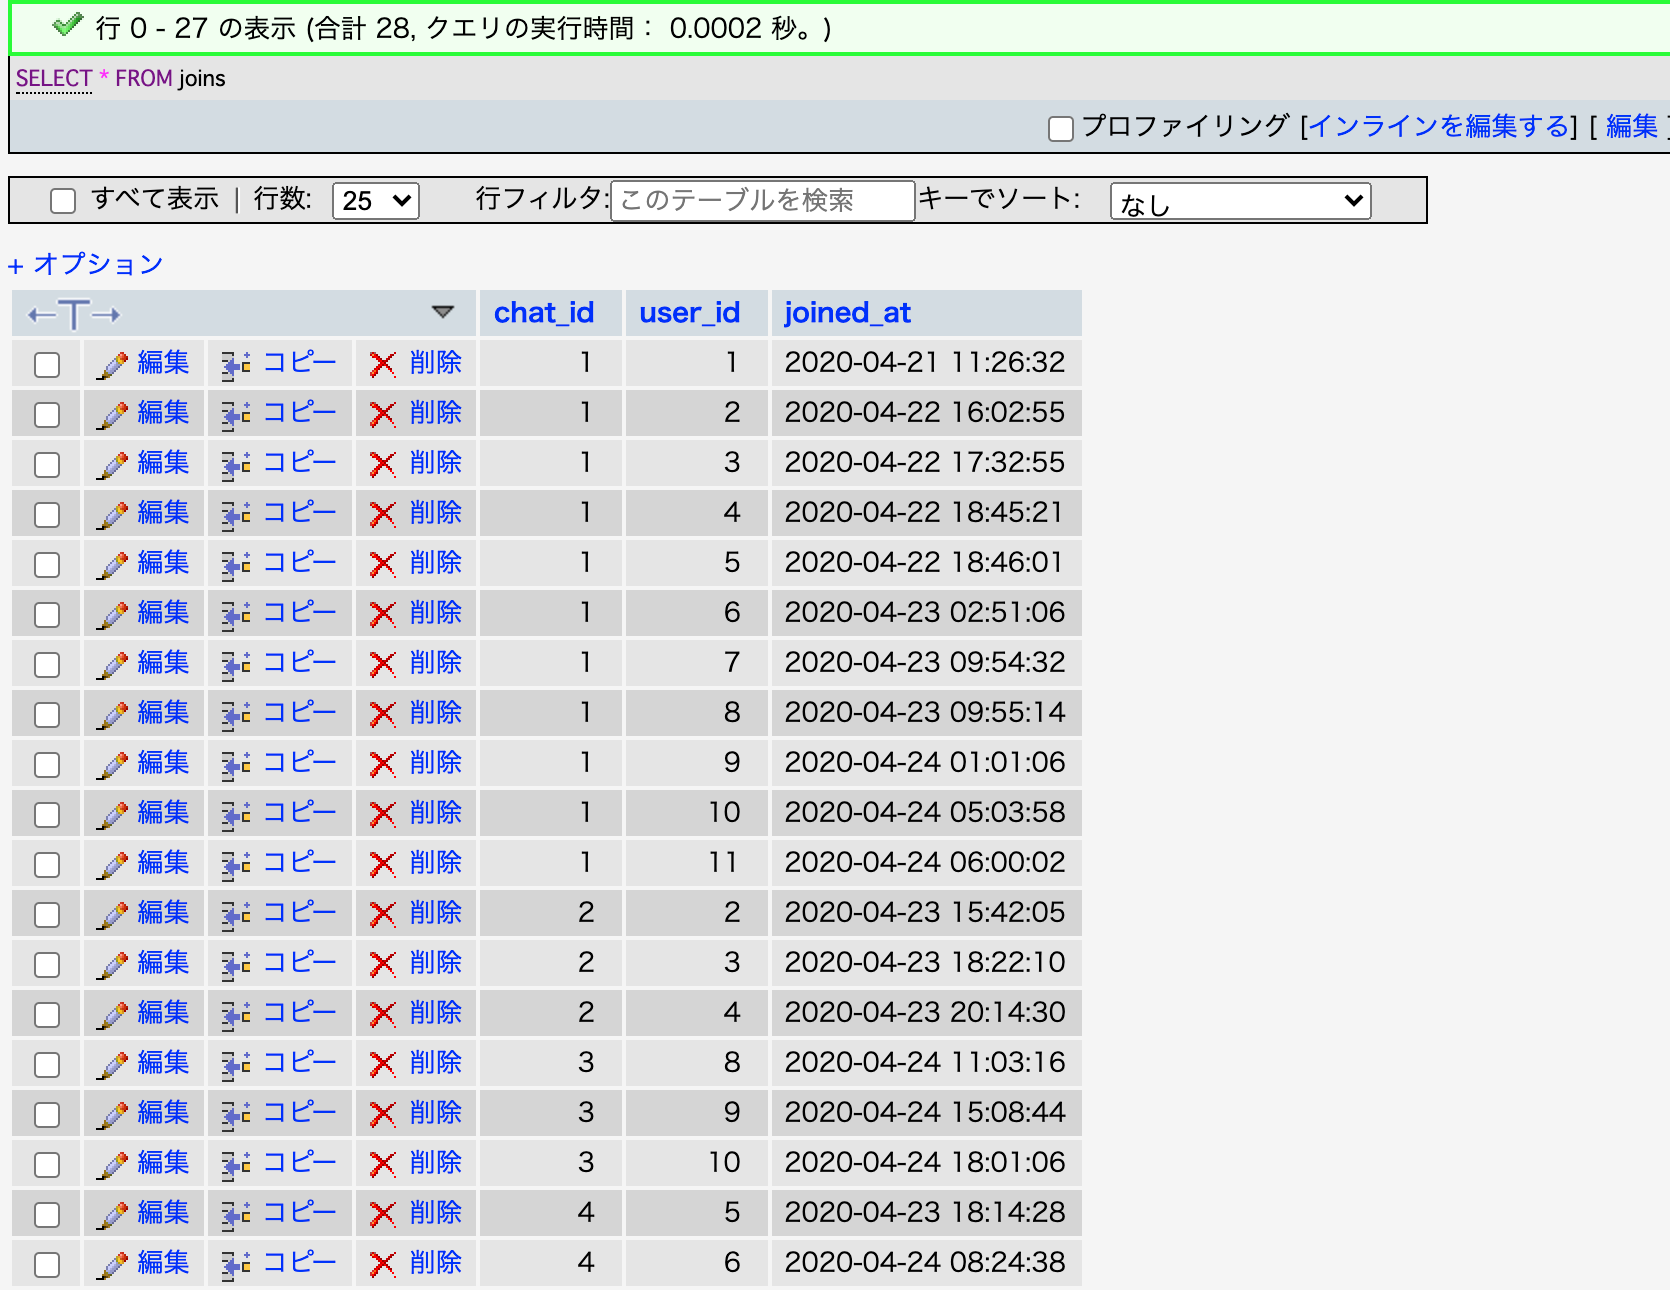 行 0 - 27 の表示 (合計 28, クエリの実行時間： 0.0002 秒。)
SELECT * FROM joins
プロファイリング [インラインを編集する] [ 編集 ]
すべて表示 | 行数: 25 行フィルタ: このテーブルを検索 キーでソート: なし
+ オプション
←T→ chat_id user_id joined_at
編集 コピー 削除 1 1 2020-04-21 11:26:32
編集 コピー 削除 1 2 2020-04-22 16:02:55
編集 コピー 削除 1 3 2020-04-22 17:32:55
編集 コピー 削除 1 4 2020-04-22 18:45:21
編集 コピー 削除 1 5 2020-04-22 18:46:01
編集 コピー 削除 1 6 2020-04-23 02:51:06
編集 コピー 削除 1 7 2020-04-23 09:54:32
編集 コピー 削除 1 8 2020-04-23 09:55:14
編集 コピー 削除 1 9 2020-04-24 01:01:06
編集 コピー 削除 1 10 2020-04-24 05:03:58
編集 コピー 削除 1 11 2020-04-24 06:00:02
編集 コピー 削除 2 2 2020-04-23 15:42:05
編集 コピー 削除 2 3 2020-04-23 18:22:10
編集 コピー 削除 2 4 2020-04-23 20:14:30
編集 コピー 削除 3 8 2020-04-24 11:03:16
編集 コピー 削除 3 9 2020-04-24 15:08:44
編集 コピー 削除 3 10 2020-04-24 18:01:06
編集 コピー 削除 4 5 2020-04-23 18:14:28
編集 コピー 削除 4 6 2020-04-24 08:24:38